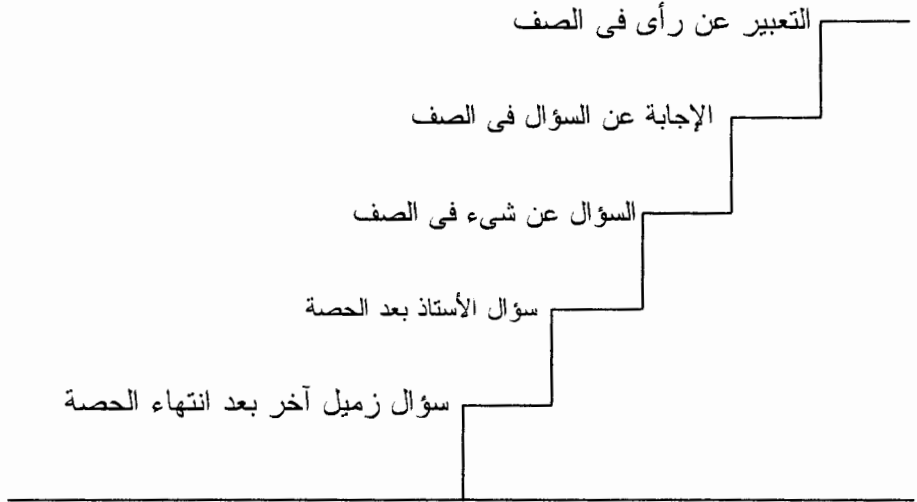 التعبير عن رأى فى الصف
الإجابة عن السؤال فى الصف
السؤال عن شىء فى الصف
سؤال الأستاذ بعد الحصة
سؤال زميل آخر بعد انتهاء الحصة